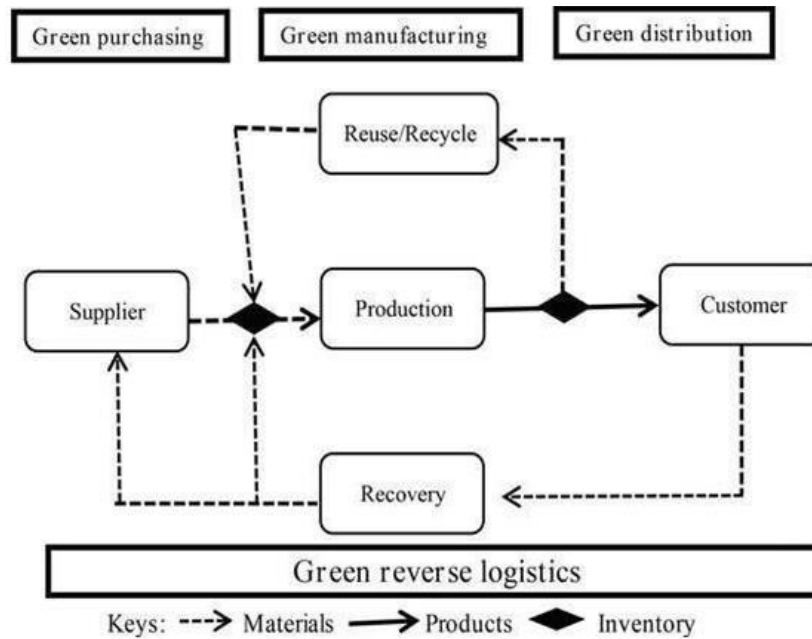 Green purchasing
Green manufacturing
Green distribution
Reuse/Recycle
Supplier
Production
Customer
Recovery
Green reverse logistics
Keys: Materials Products Inventory